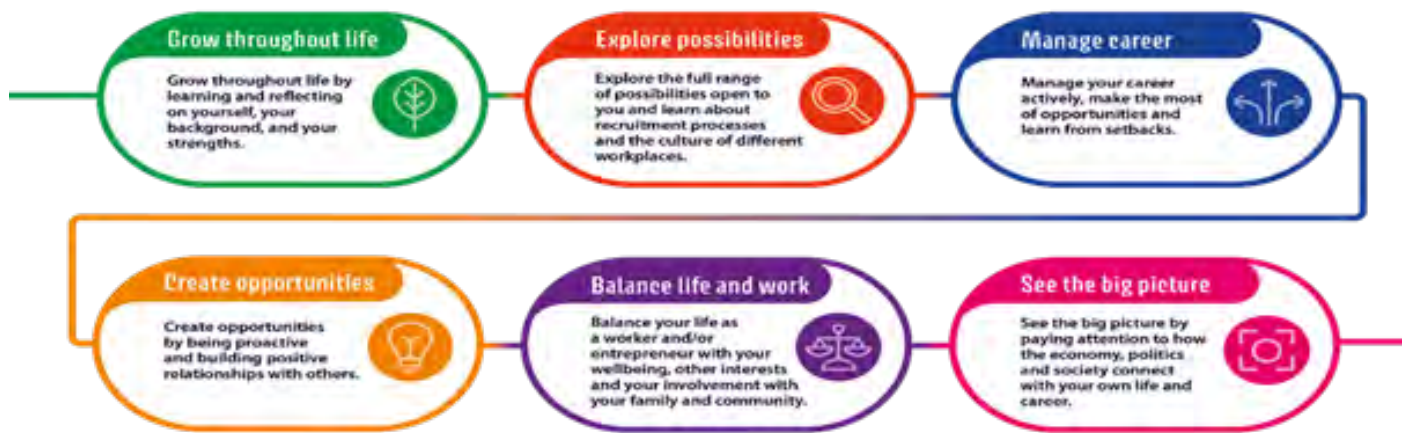 Grow throughout life
Grow throughout life by
learning and reflecting
on yourself, your
background, and your
strengths.
Explore possibilities
Explore the full range
of possibilities open to
you and learn about
recruitment processes
and the culture of different
workplaces.
Manage career
Manage your career
actively, make the most
of opportunities and
learn from setbacks.
Create opportunities
Create opportunities
by being proactive
and building positive
relationships with others.
Balance life and work
Balance your life as
a worker and/or
entrepreneur with your
wellbeing, other interests
and your involvement with
your family and community.
See the big picture
See the big picture by
paying attention to how
the economy, politics
and society connect
with your own life and
career.